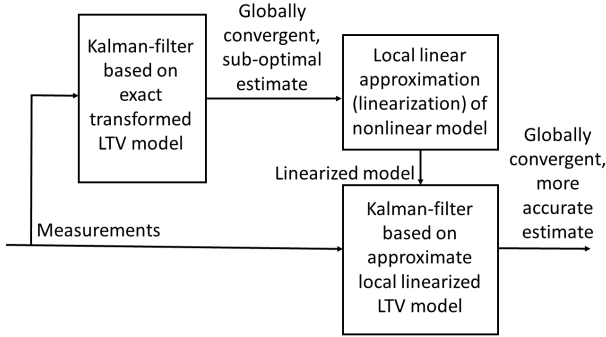 Kalman-filter
based on
exact
transformed
LTV model
Globally
convergent,
sub-optimal
estimate
Local linear
approximation
(linearization) of
nonlinear model
Linearized model
Measurements
Kalman-filter
based on
approximate
local linearized
LTV model
Globally
convergent,
more
accurate
estimate